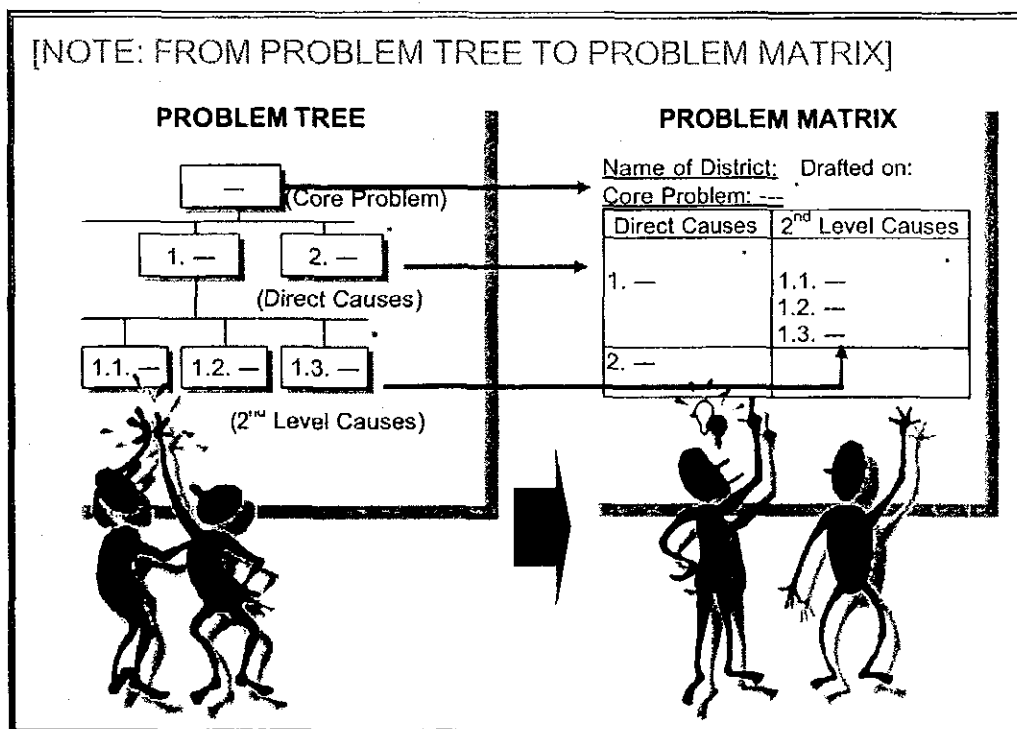 [NOTE: FROM PROBLEM TREE TO PROBLEM MATRIX]
PROBLEM TREE
—
(Core Problem)
1. —
2. —
(Direct Causes)
1.1. —
1.2. —
1.3. —
(2nd Level Causes)
PROBLEM MATRIX
Name of District: Drafted on:
Core Problem: ---
Direct Causes 2nd Level Causes
1. --- 1.1. ---
1.2. ---
1.3. ---
2. ---